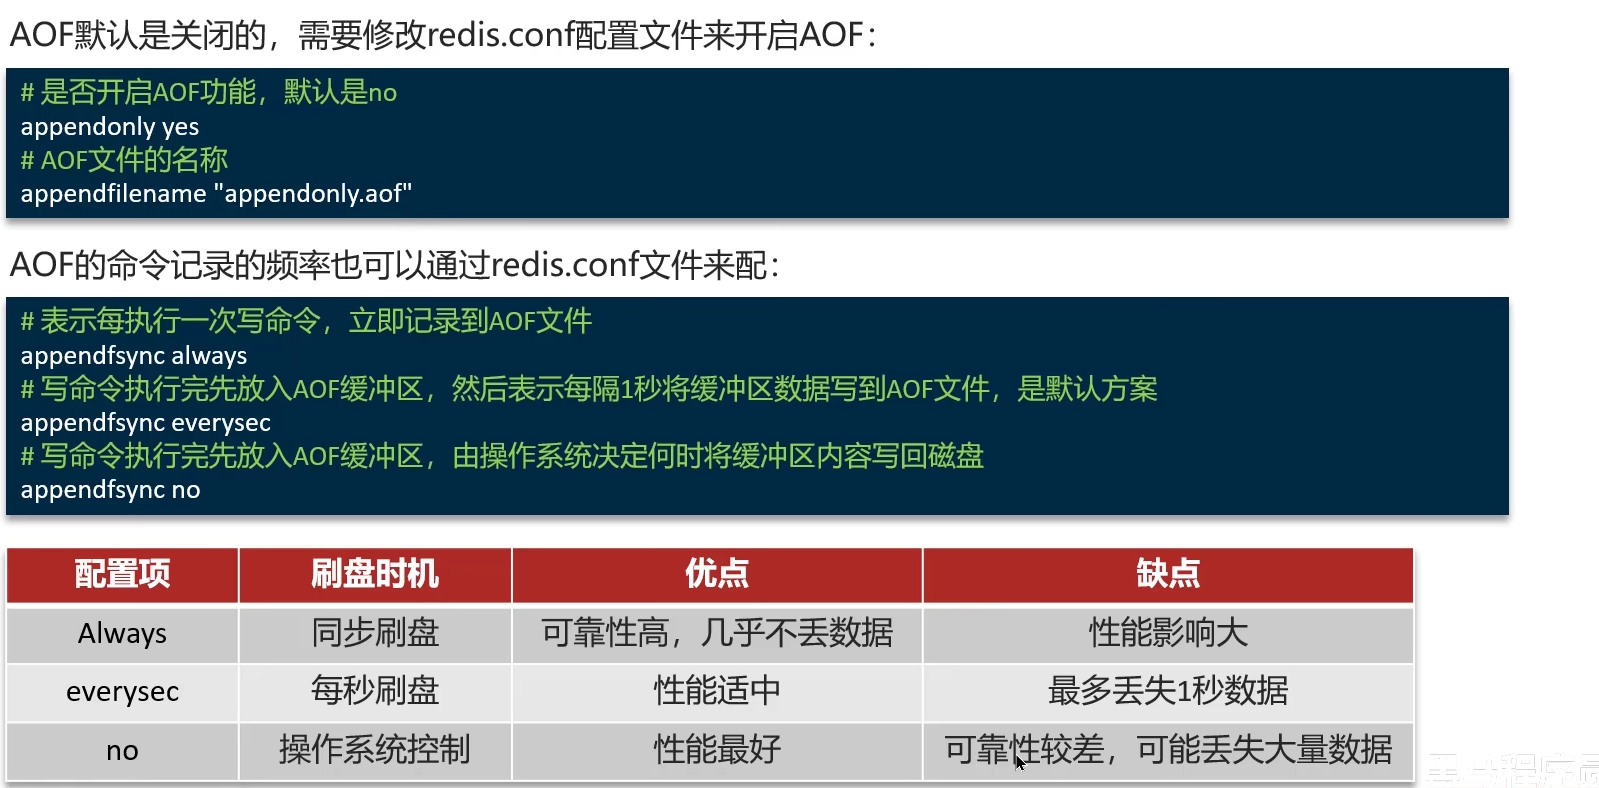 AOF默认是关闭的，需要修改redis.conf配置文件来开启AOF：
# 是否开启AOF功能，默认是no
appendonly yes
# AOF文件的名称
appendfilename "appendonly.aof"
AOF的命令记录的频率也可以通过redis.conf文件来配：
# 表示每执行一次写命令，立即记录到AOF文件
appendfsync always
# 写命令执行完先放入AOF缓冲区，然后表示每隔1秒将缓冲区数据写到AOF文件，是默认方案
appendfsync everysec
# 写命令执行完先放入AOF缓冲区，由操作系统决定何时将缓冲区内容写回磁盘
appendfsync no
配置项 刷盘时机 优点 缺点
Always 同步刷盘 可靠性高，几乎不丢数据 性能影响大
everysec 每秒刷盘 性能适中 最多丢失1秒数据
no 操作系统控制 性能最好 可靠性较差，可能丢失大量数据